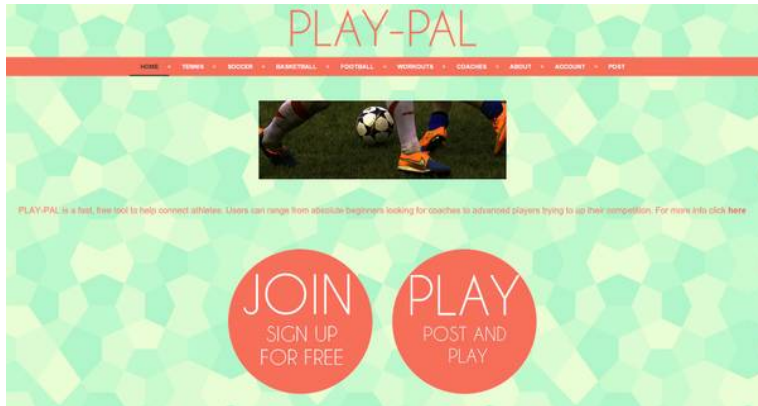 PLAY-PAL
HOME • TENNIS • SOCCER • BASKETBALL • FOOTBALL • WORKOUTS • COACHES • ABOUT • ACCOUNT • POST
PLAY-PAL is a fast, free tool to help connect athletes. Users can range from absolute beginners looking for coaches to advanced players trying to up their competition. For more info click here
JOIN
SIGN UP
FOR FREE
PLAY
POST AND
PLAY